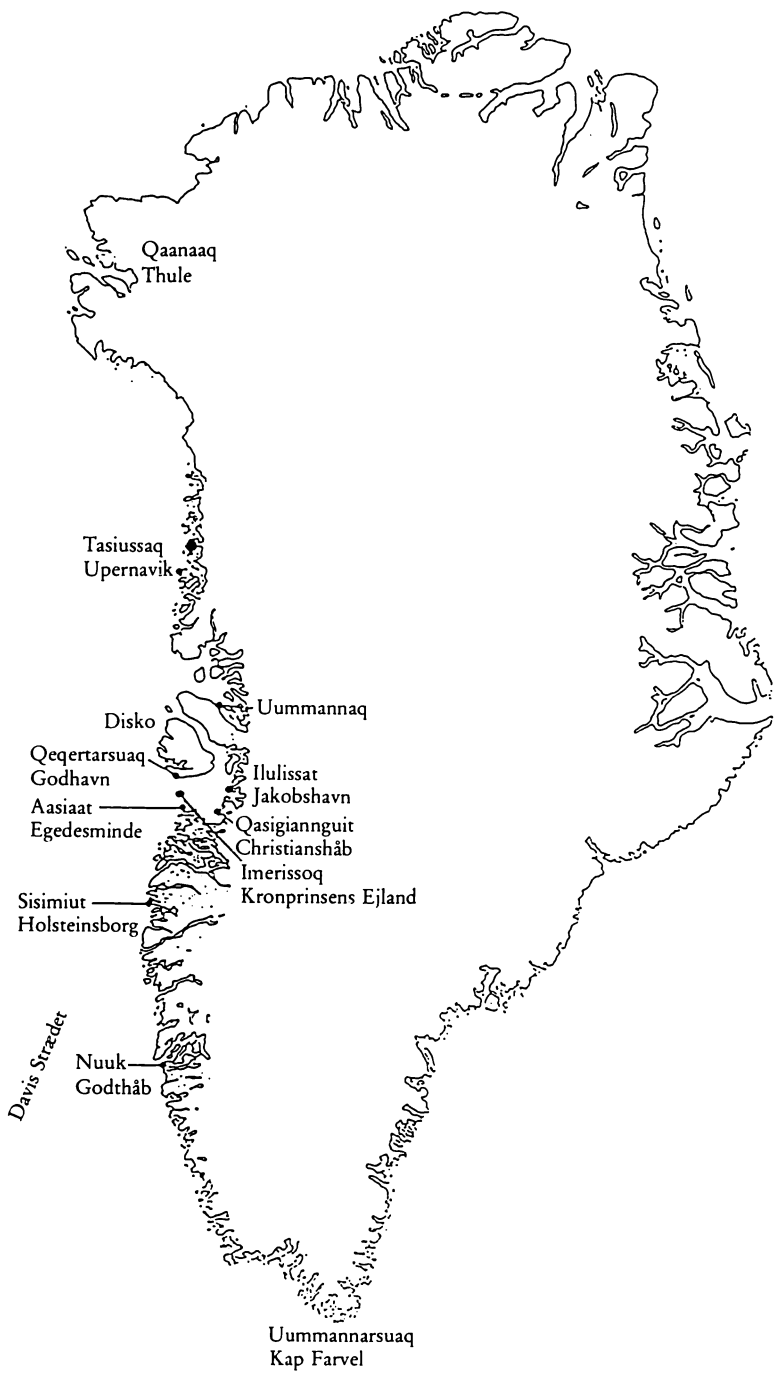 Qaanaaq
Thule
Tasiussaq
Upernavik
Uummannaq
Disko
Qeqertarsuaq
Godhavn
Ilulissat
Jakobshavn
Aasiaat
Egedesminde
Qasigiannguit
Christianshåb
Imerissoq
Kronprinsens Ejland
Sisimiut
Holsteinsborg
Davis Strædet
Nuuk
Godthåb
Uummannarsuaq
Kap Farvel